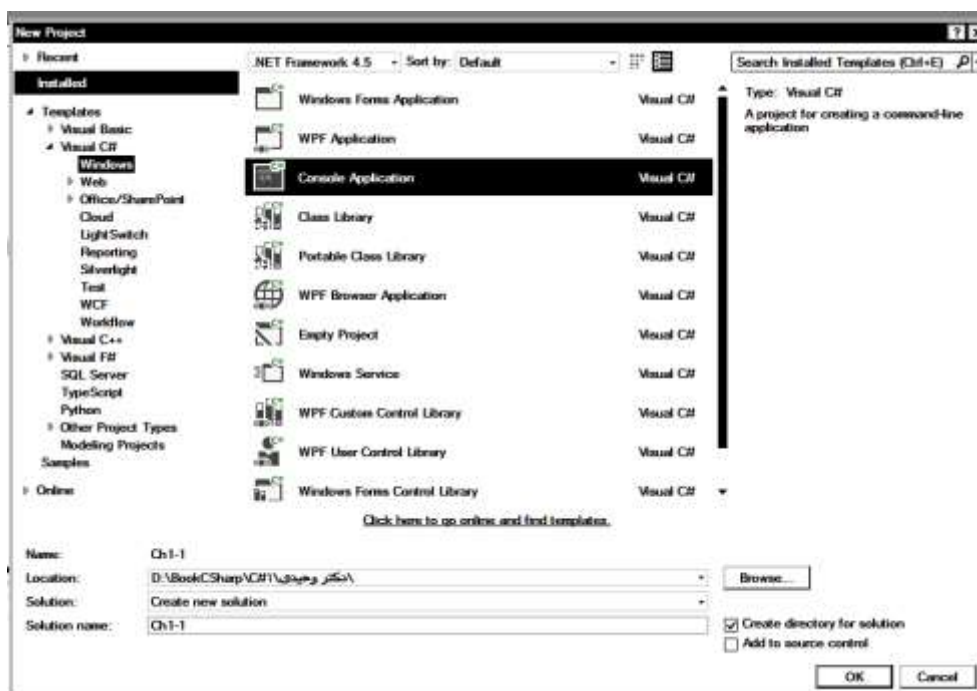 New Project
Recent
Installed
Templates
Visual Basic
Visual C#
Windows
Web
Office/SharePoint
Cloud
LightSwitch
Reporting
Silverlight
Test
WCF
Workflow
Visual C++
Visual F#
SQL Server
TypeScript
Python
Other Project Types
Modeling Projects
Samples
Online
.NET Framework 4.5 Sort by: Default
Windows Forms Application Visual C#
WPF Application Visual C#
Console Application Visual C#
Class Library Visual C#
Portable Class Library Visual C#
WPF Browser Application Visual C#
Empty Project Visual C#
Windows Service Visual C#
WPF Custom Control Library Visual C#
WPF User Control Library Visual C#
Windows Forms Control Library Visual C#
Click here to go online and find templates.
Search Installed Templates (Ctrl+E)
Type: Visual C#
A project for creating a command-line
application
Name: Ch1-1
Location: D:\BookCSharp\C#1\دکتر وحیدی\
Browse...
Solution: Create new solution
Solution name: Ch1-1
Create directory for solution
Add to source control
OK Cancel